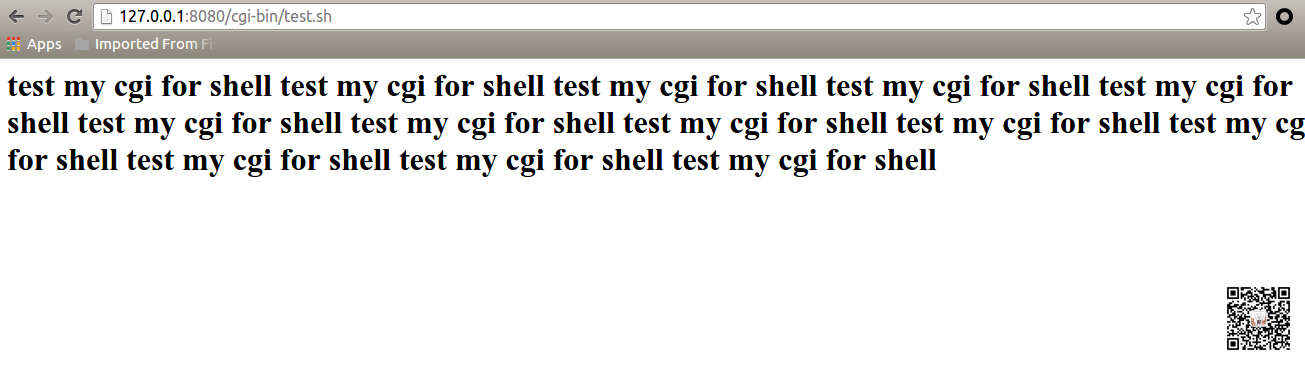 127.0.0.1:8080/cgi-bin/test.sh
Apps Imported From Fi
test my cgi for shell test my cgi for shell test my cgi for shell test my cgi for shell test my cgi for
shell test my cgi for shell test my cgi for shell test my cgi for shell test my cgi for shell test my cg
for shell test my cgi for shell test my cgi for shell test my cgi for shell